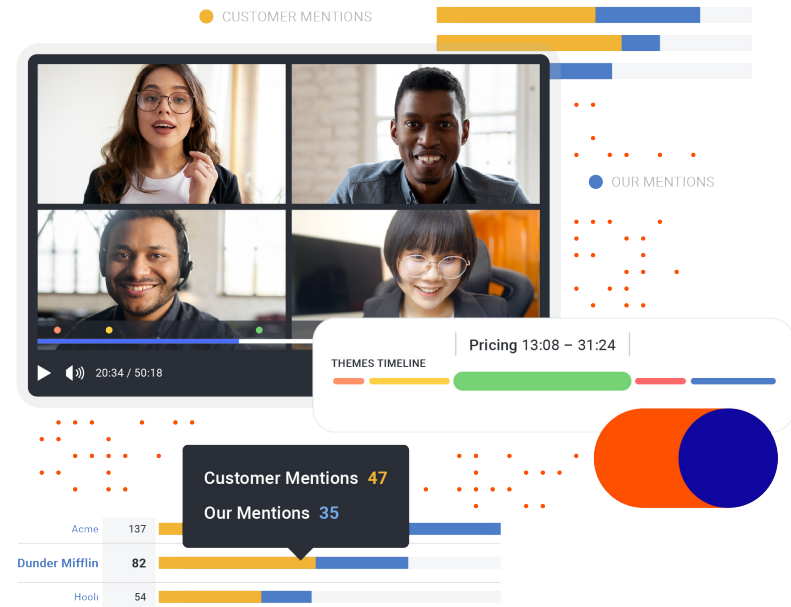 CUSTOMER MENTIONS
OUR MENTIONS
Pricing 13:08 – 31:24
THEMES TIMELINE
20:34 / 50:18
Customer Mentions 47
Our Mentions 35
Acme 137
Dunder Mifflin 82
Hooli 54